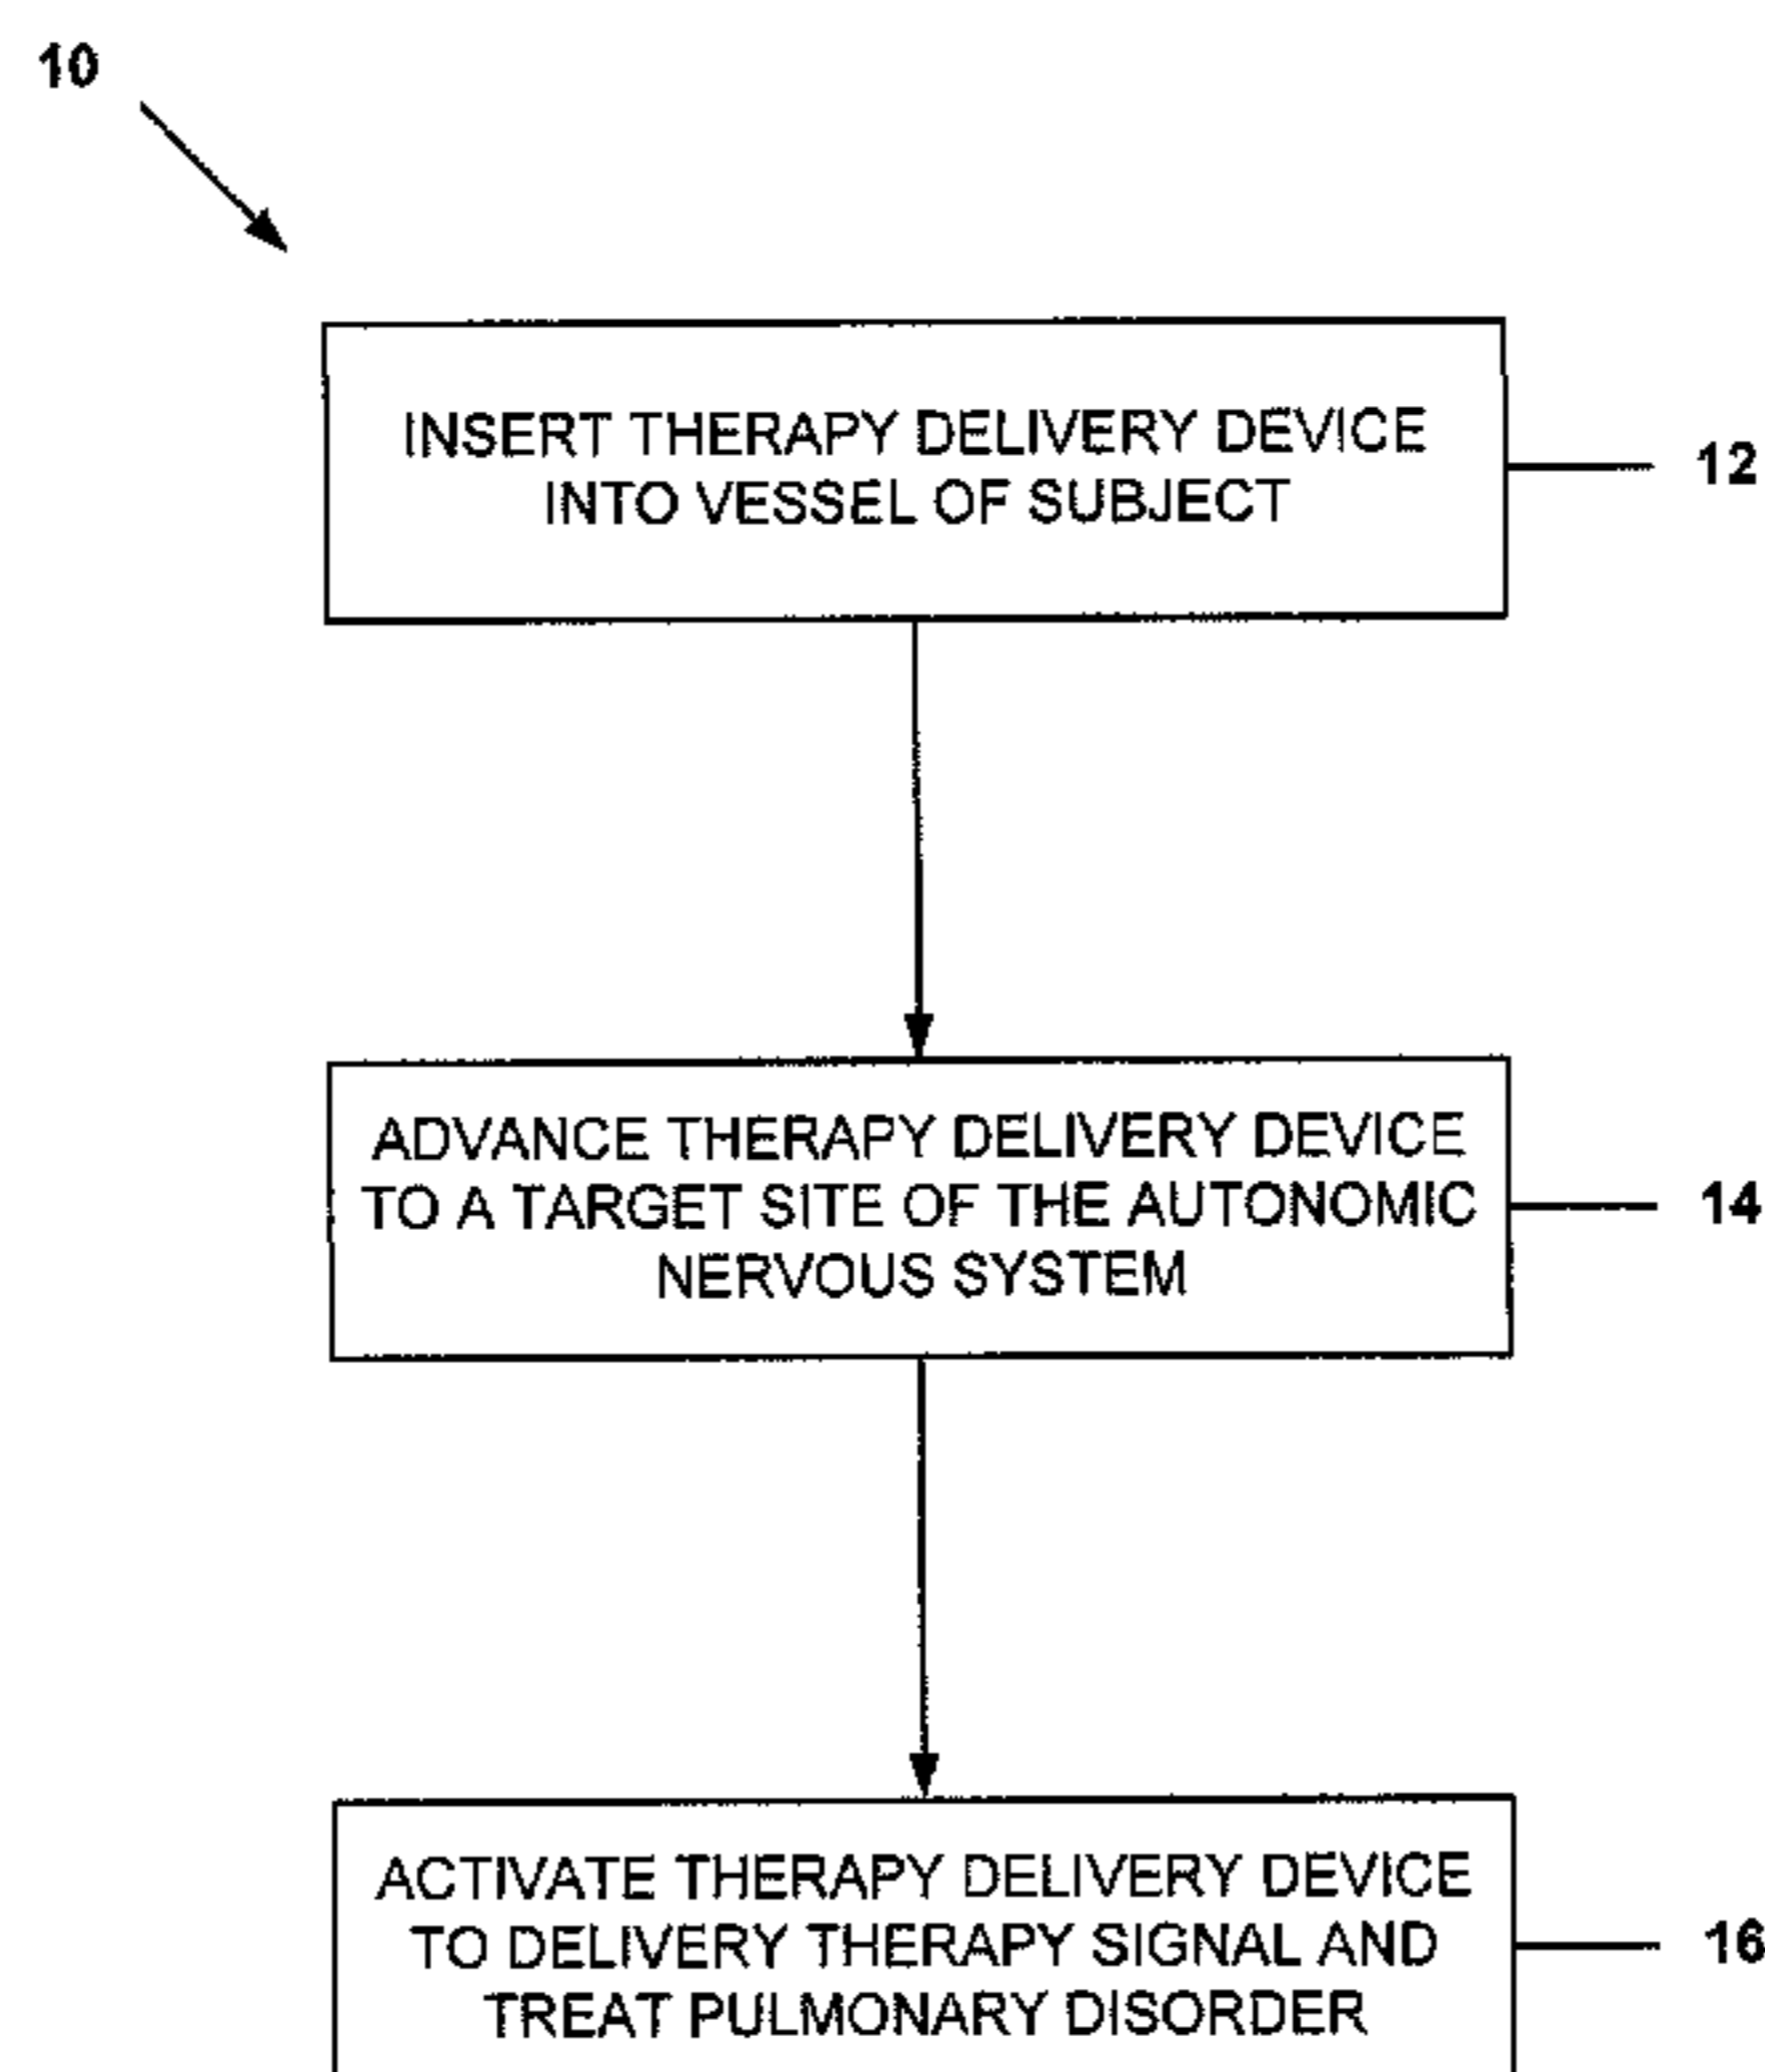 10
INSERT THERAPY DELIVERY DEVICE
INTO VESSEL OF SUBJECT
12
ADVANCE THERAPY DELIVERY DEVICE
TO A TARGET SITE OF THE AUTONOMIC
NERVOUS SYSTEM
14
ACTIVATE THERAPY DELIVERY DEVICE
TO DELIVERY THERAPY SIGNAL AND
TREAT PULMONARY DISORDER
16